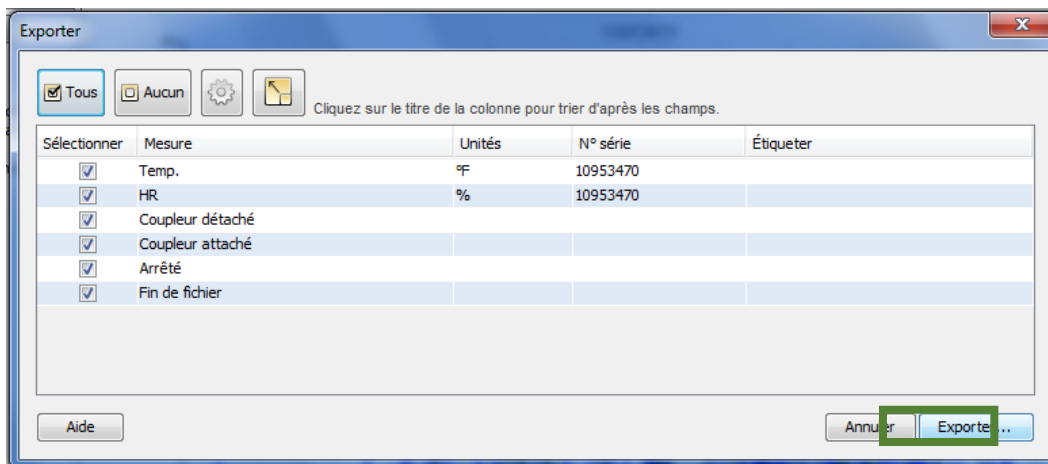 Exporter
Tous Aucun Cliquez sur le titre de la colonne pour trier d'après les champs.
Sélectionner Mesure Unités N° série Étiqueter
Temp. °F 10953470
HR % 10953470
Coupleur détaché
Coupleur attaché
Arrêté
Fin de fichier
Aide Annuler Exporter...